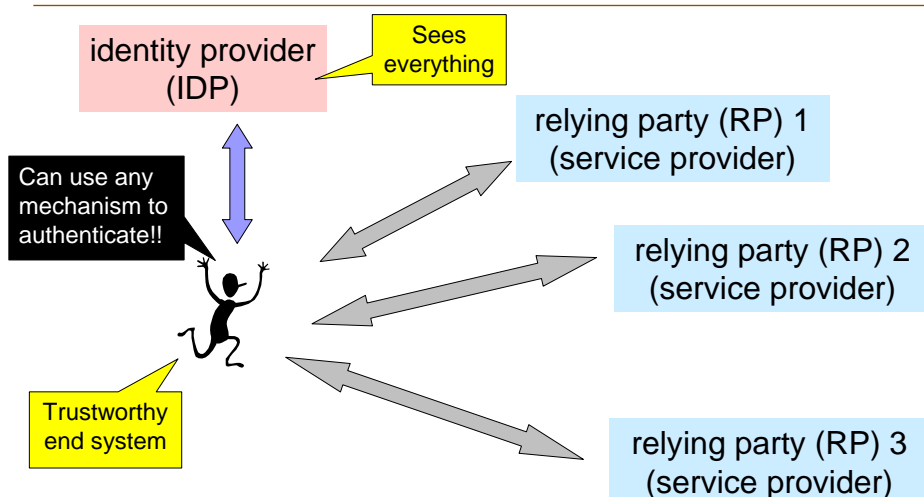 identity provider
(IDP)
Sees
everything
relying party (RP) 1
(service provider)
Can use any
mechanism to
authenticate!!
relying party (RP) 2
(service provider)
Trustworthy
end system
relying party (RP) 3
(service provider)